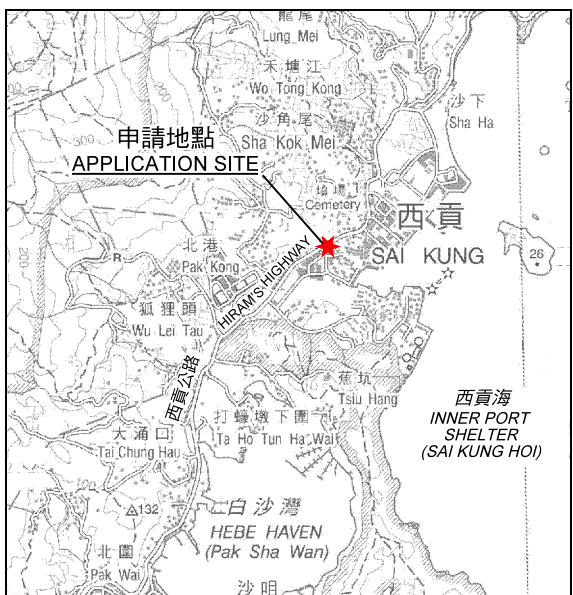 龍尾
Lung Mei
禾塘江
Wo Tong Kong
沙角尾
Sha Kok Mei
沙下
Sha Ha
申請地點
APPLICATION SITE
墳場
Cemetery
西貢
SAI KUNG
北港
Pak Kong
HIRAM'S HIGHWAY
狐狸頭
Wu Lei Tau
西貢公路
蕉坑
Tsiu Hang
打蠔墩下圍
Ta Ho Tun Ha Wai
大涌口
Tai Chung Hau
西貢海
INNER PORT
SHELTER
(SAI KUNG HOI)
白沙灣
HEBE HAVEN
(Pak Sha Wan)
北圍
Pak Wai
沙咀
26
132
200
300
200
100
R